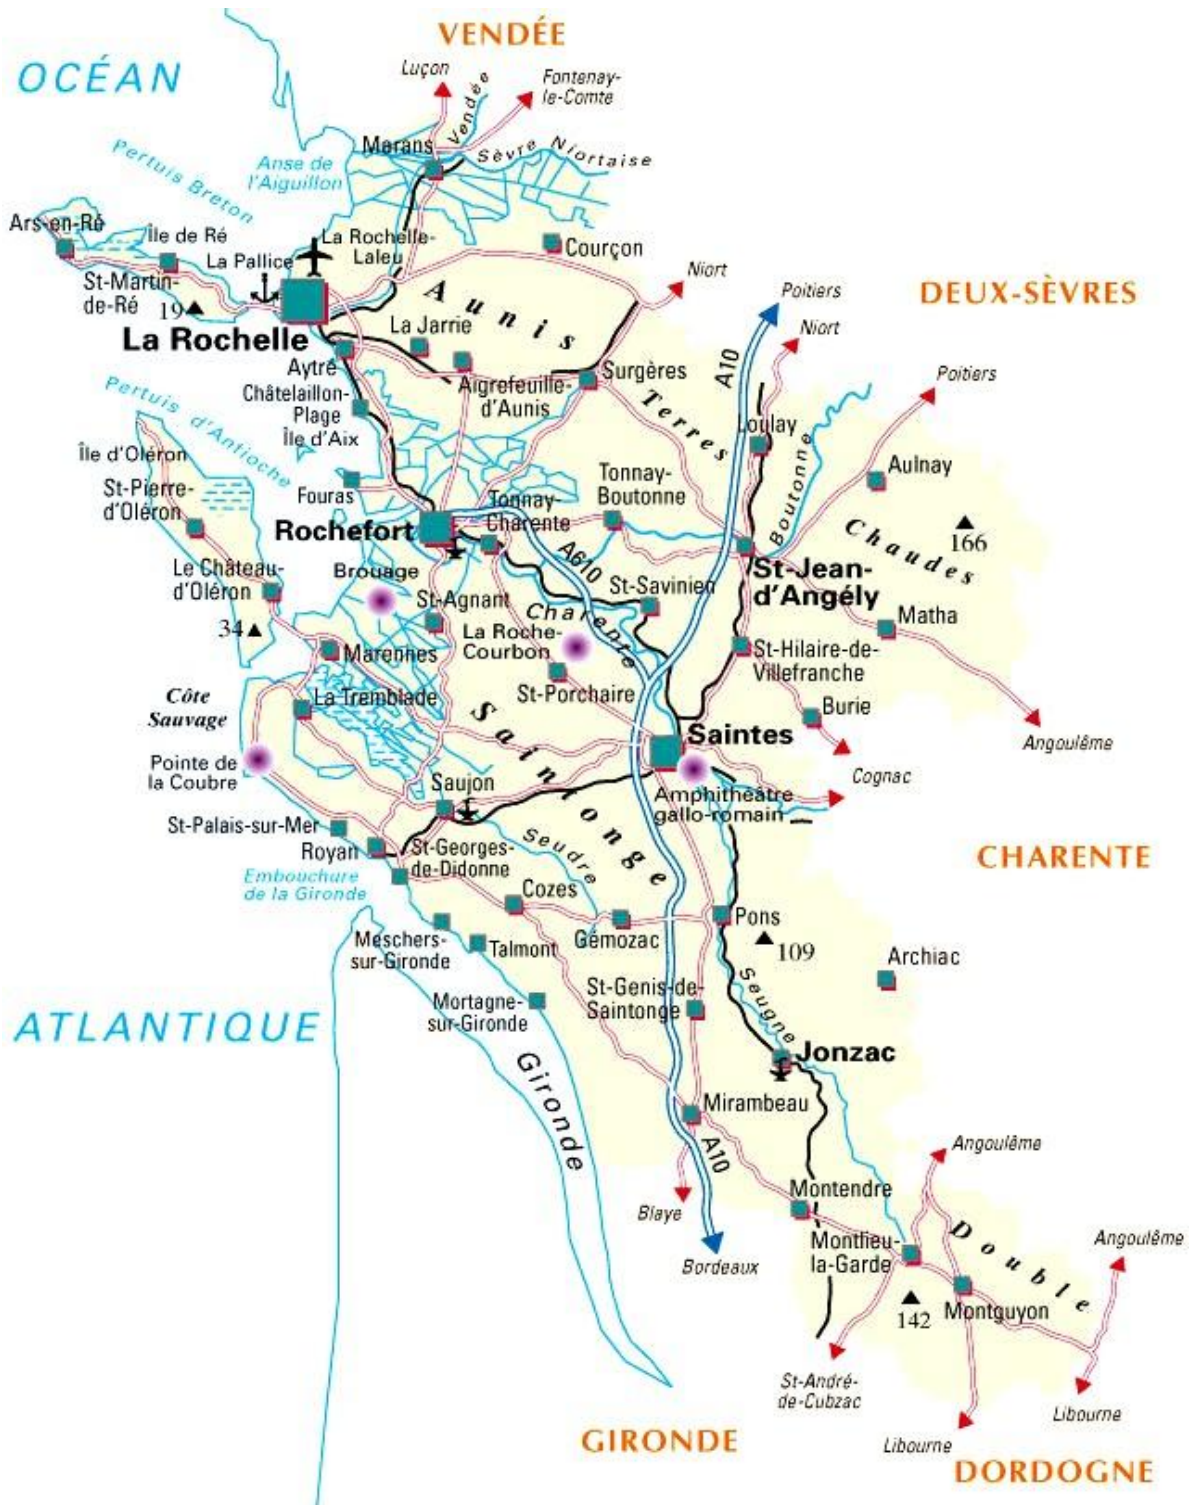 VENDÉE
OCÉAN
Luçon
Fontenay-
le-Comte
Vendée
Marans
Sèvre Niortaise
Pertuis Breton
Anse de
l'Aiguillon
Ars-en-Ré
Île de Ré
La Rochelle-
Laleu
La Pallice
Courçon
St-Martin-
de-Ré
19
Niort
Poitiers
DEUX-SÈVRES
Aunis
La Rochelle
La Jarrie
Niort
A10
Aytré
Surgères
Poitiers
Pertuis d'Antioche
Châtelaillon-
Plage
Aigrefeuille-
d'Aunis
Terres
Île d'Aix
Loulay
Île d'Oléron
Boutonne
Aulnay
St-Pierre-
d'Oléron
Fouras
Tonnay-
Boutonne
Tonnay-
Charente
Rochefort
Chaudes
166
A610
Le Château-
d'Oléron
Brouage
St-Jean-
d'Angély
St-Savinien
St-Agnant
Charente
Matha
34
La Roche-
Courbon
Marennes
St-Hilaire-de-
Villefranche
Côte
Sauvage
La Tremblade
St-Porchaire
Burie
Saintonge
Saintes
Angoulême
Pointe de
la Coubre
Cognac
Saujon
Amphithéâtre
gallo-romain
St-Palais-sur-Mer
Royan
St-Georges-
de-Didonne
Seudre
CHARENTE
Embouchure
de la Gironde
Cozes
Pons
Meschers-
sur-Gironde
Talmont
Gémozac
109
Archiac
Seugne
St-Genis-de-
Saintonge
Mortagne-
sur-Gironde
ATLANTIQUE
Jonzac
Gironde
Mirambeau
A10
Angoulême
Montendre
Blaye
Double
Angoulême
Montlieu-
la-Garde
Bordeaux
142
Montguyon
St-André-
de-Cubzac
Libourne
Libourne
GIRONDE
DORDOGNE